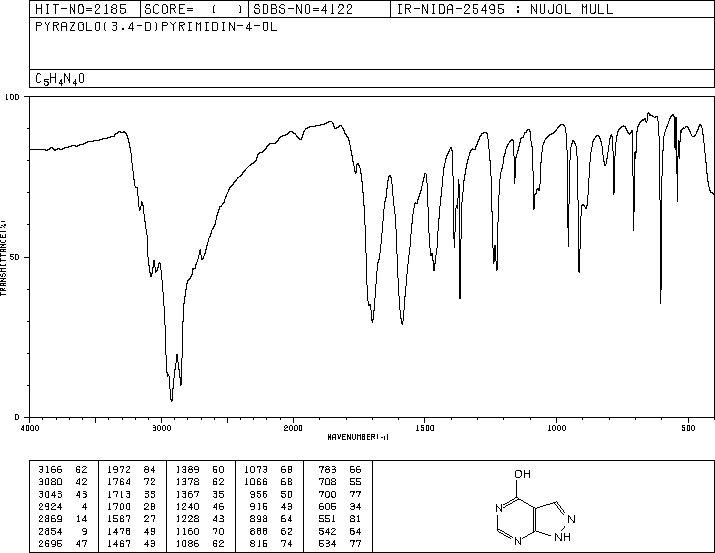 HIT-NO=2185 SCORE= ( ) SDBS-NO=4122 IR-NIDA-25495 : NUJOL MULL
PYRAZOLO(3.4-D)PYRIMIDIN-4-OL
C5H4N4O
100
50
0
TRANSMITTANCE(%)
4000 3000 2000 1500 1000 500
WAVENUMBER(-1)
3166 62 1972 84 1389 50 1073 68 783 66
3080 42 1764 72 1378 62 1066 68 708 55
3043 43 1713 33 1367 35 956 50 700 77
2924 4 1700 28 1240 46 916 43 606 34
2869 14 1587 27 1228 43 898 64 551 81
2854 9 1478 49 1160 70 888 62 542 64
2695 47 1467 43 1086 62 816 74 534 77
OH
N
N
N
NH